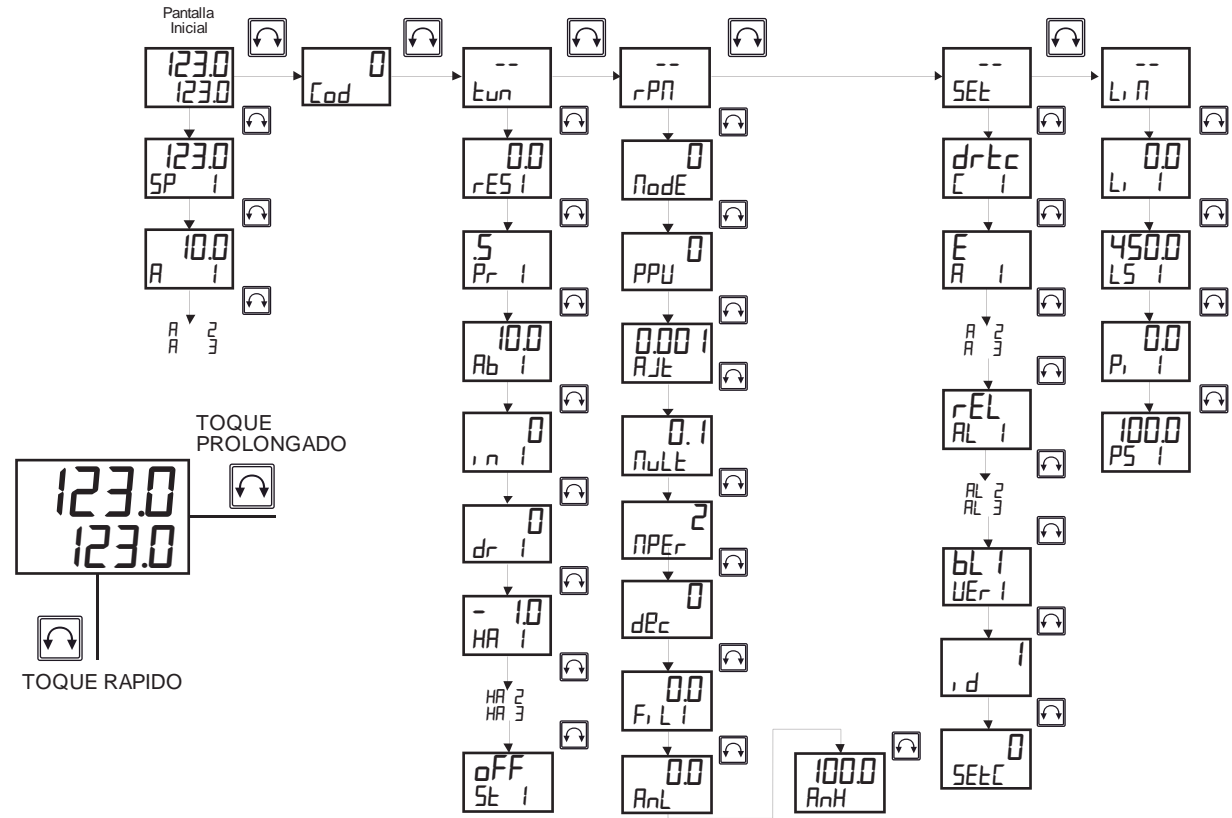 Pantalla
Inicial
123.0
123.0
123.0
SP 1
10.0
A 1
A 2
A 3
0
Cod
--
tun
0.0
rES1
.5
Pr 1
10.0
Ab 1
0
in 1
0
dr 1
- 1.0
HA 1
HA 2
HA 3
oFF
St 1
--
rPM
0
ModE
0
PPU
0.001
AJt
0.1
MuLt
2
MPEr
0
dPc
0.0
FiL1
0.0
AnL
100.0
AnH
--
SEt
drtc
C 1
E
A 1
A 2
A 3
rEL
AL 1
AL 2
AL 3
bL 1
VEr 1
1
id
0
SEtC
--
LiM
0.0
Li 1
450.0
LS 1
0.0
Pi 1
100.0
PS 1
TOQUE
PROLONGADO
123.0
123.0
TOQUE RAPIDO